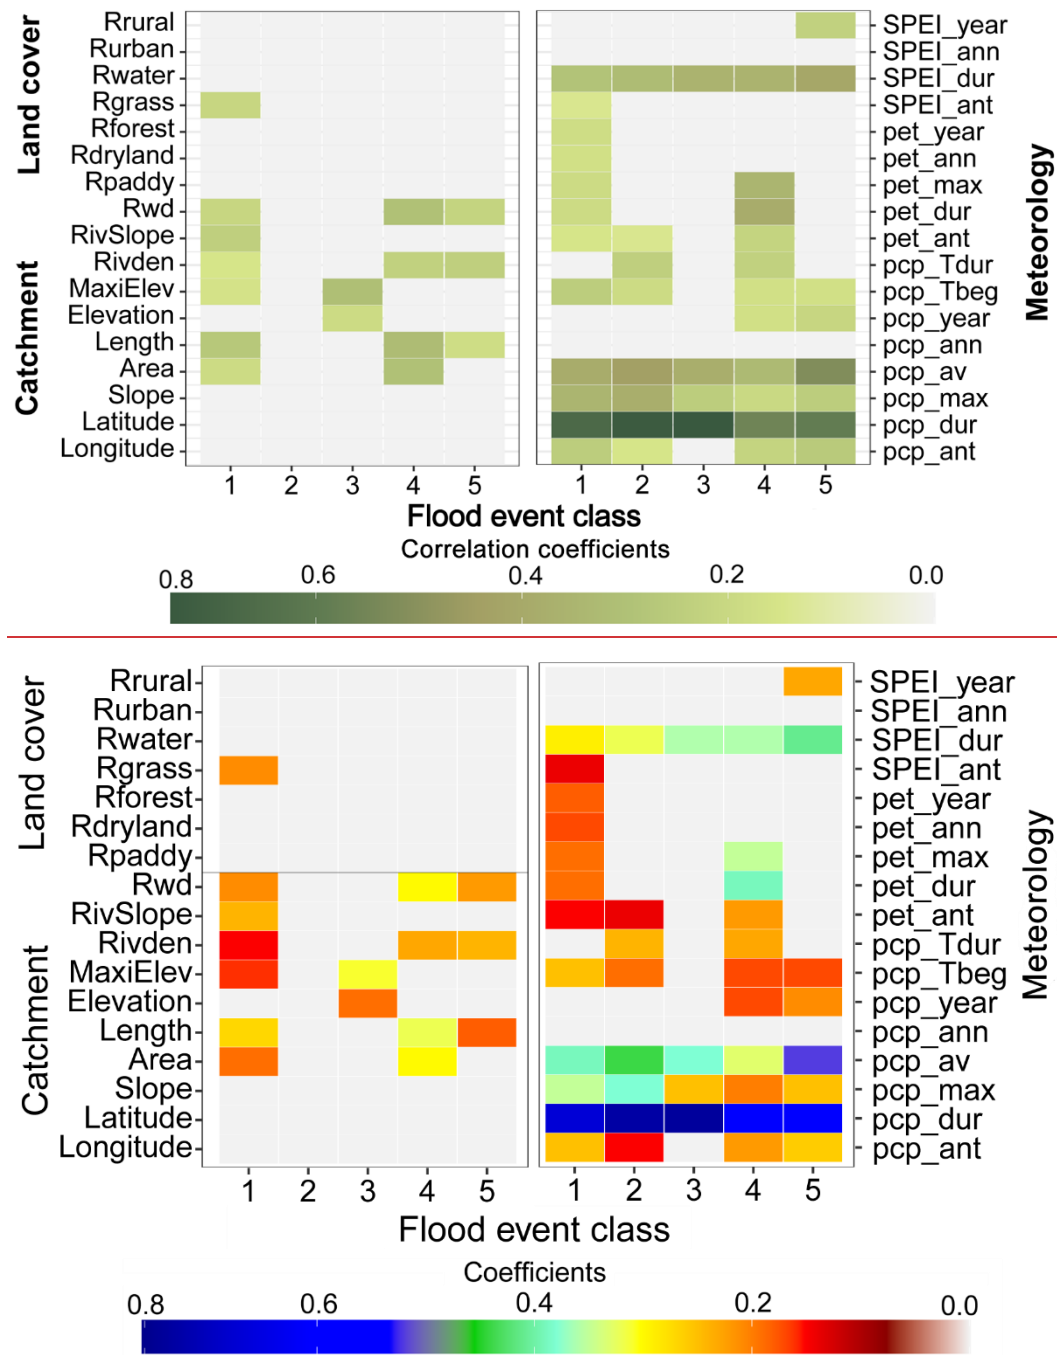 Land cover
Catchment
Rrural
Rurban
Rwater
Rgrass
Rforest
Rdryland
Rpaddy
Rwd
RivSlope
Rivden
MaxiElev
Elevation
Length
Area
Slope
Latitude
Longitude
SPEI_year
SPEI_ann
SPEI_dur
SPEI_ant
pet_year
pet_ann
pet_max
pet_dur
pet_ant
pcp_Tdur
pcp_Tbeg
pcp_year
pcp_ann
pcp_av
pcp_max
pcp_dur
pcp_ant
Meteorology
1 2 3 4 5 1 2 3 4 5
Flood event class
Correlation coefficients
0.8 0.6 0.4 0.2 0.0
Land cover
Catchment
Rrural
Rurban
Rwater
Rgrass
Rforest
Rdryland
Rpaddy
Rwd
RivSlope
Rivden
MaxiElev
Elevation
Length
Area
Slope
Latitude
Longitude
SPEI_year
SPEI_ann
SPEI_dur
SPEI_ant
pet_year
pet_ann
pet_max
pet_dur
pet_ant
pcp_Tdur
pcp_Tbeg
pcp_year
pcp_ann
pcp_av
pcp_max
pcp_dur
pcp_ant
Meteorology
1 2 3 4 5 1 2 3 4 5
Flood event class
Coefficients
0.8 0.6 0.4 0.2 0.0